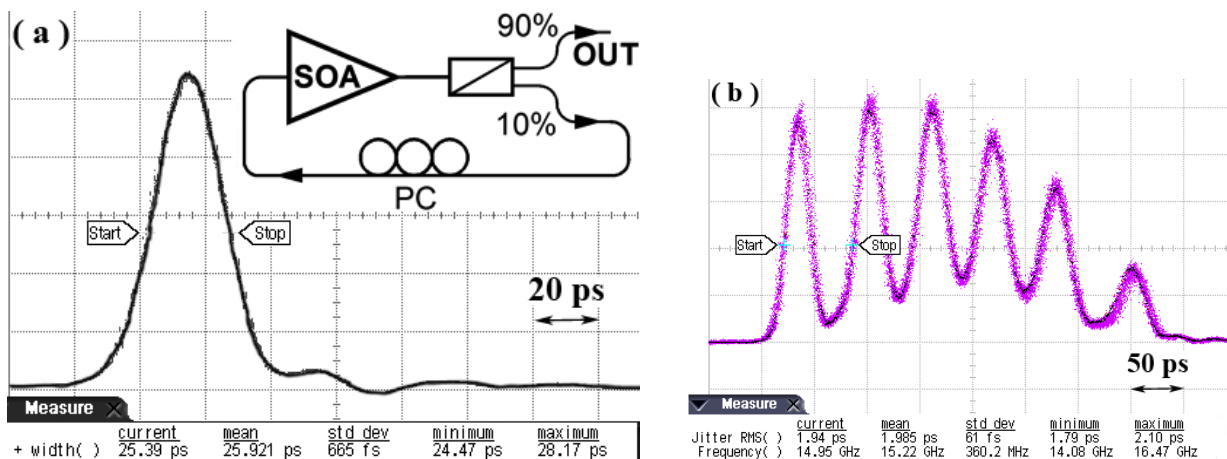 ( a )
90%
OUT
SOA
10%
PC
Start
Stop
20 ps
Measure
current mean std dev minimum maximum
+ width( ) 25.39 ps 25.921 ps 665 fs 24.47 ps 28.17 ps
( b )
Start
Stop
50 ps
Measure
current mean std dev minimum maximum
Jitter RMS( ) 1.94 ps 1.985 ps 61 fs 1.79 ps 2.10 ps
Frequency( ) 14.95 GHz 15.22 GHz 360.2 MHz 14.08 GHz 16.47 GHz